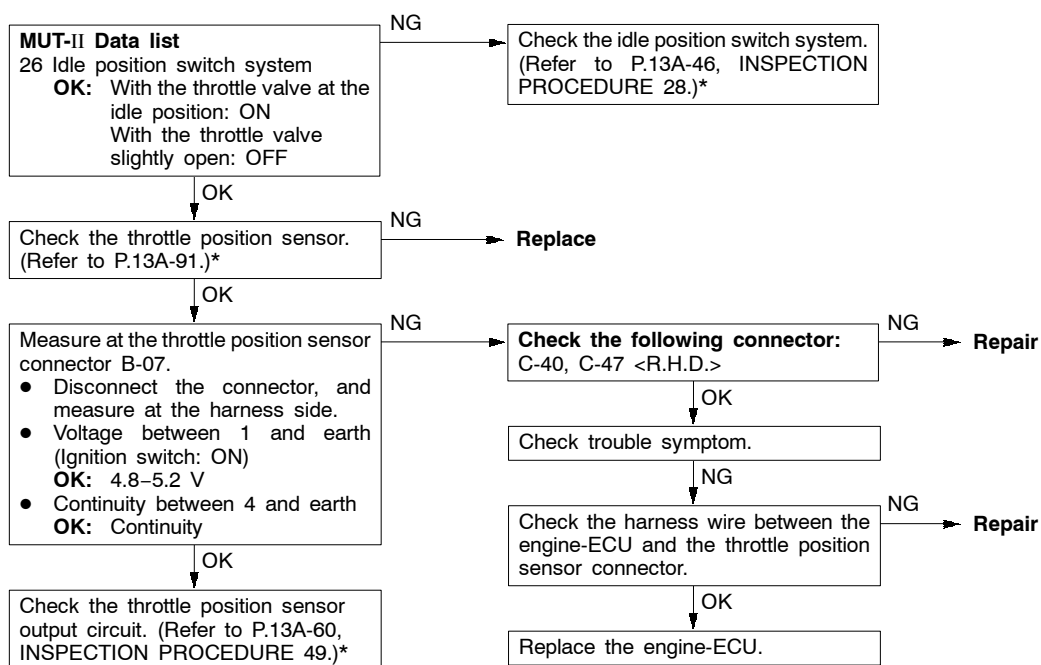 MUT-II Data list
26 Idle position switch system
OK: With the throttle valve at the
idle position: ON
With the throttle valve
slightly open: OFF
NG
Check the idle position switch system.
(Refer to P.13A-46, INSPECTION
PROCEDURE 28.)*
OK
Check the throttle position sensor.
(Refer to P.13A-91.)*
NG
Replace
OK
Measure at the throttle position sensor
connector B-07.
● Disconnect the connector, and
measure at the harness side.
● Voltage between 1 and earth
(Ignition switch: ON)
OK: 4.8–5.2 V
● Continuity between 4 and earth
OK: Continuity
NG
Check the following connector:
C-40, C-47 <R.H.D.>
NG
Repair
OK
Check trouble symptom.
NG
Check the harness wire between the
engine-ECU and the throttle position
sensor connector.
NG
Repair
OK
Replace the engine-ECU.
OK
Check the throttle position sensor
output circuit. (Refer to P.13A-60,
INSPECTION PROCEDURE 49.)*